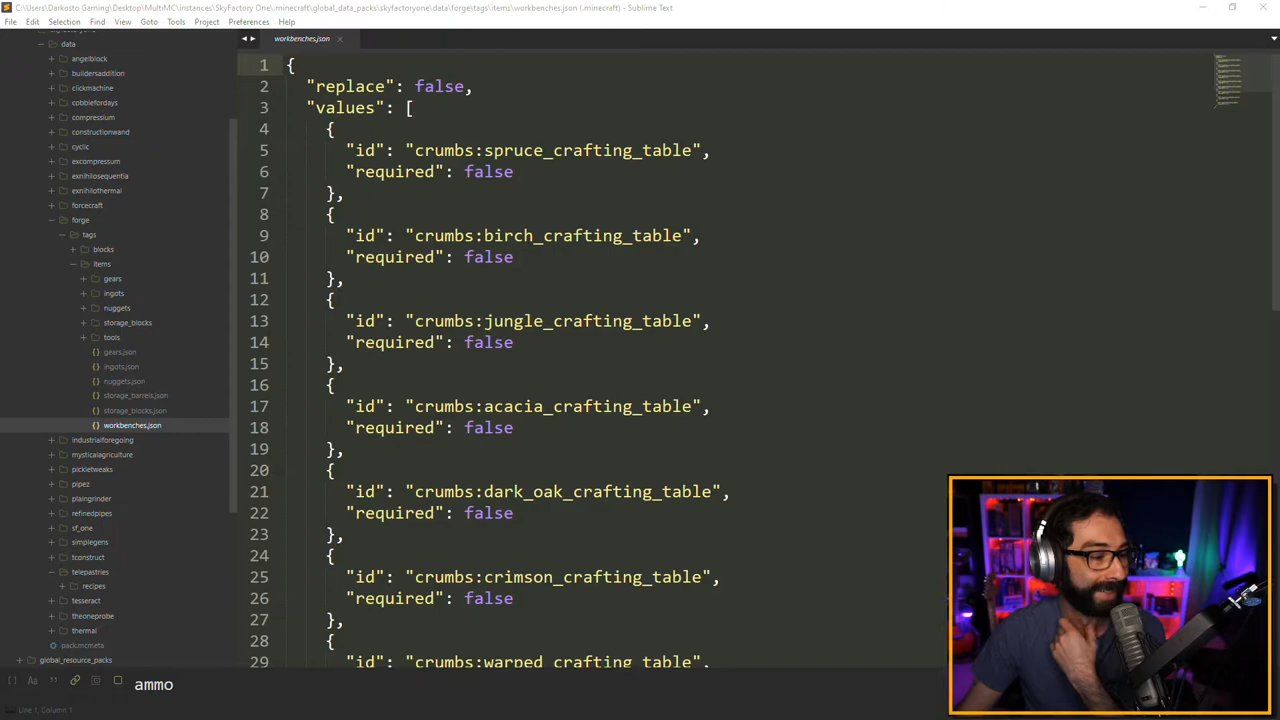 C:\Users\Darkosto Gaming\Desktop\MultiMC\instances\SkyFactory One\.minecraft\global_data_packs\skyfactoryone\data\forge\tags\items\workbenches.json (.minecraft) - Sublime Text
File Edit Selection Find View Goto Tools Project Preferences Help
data
angelblock
buildersaddition
clickmachine
cobblefordays
compressium
constructionwand
cyclic
excompressum
exnihilosequentia
exnihilothermal
forcecraft
forge
tags
blocks
items
gears
ingots
nuggets
storage_blocks
tools
gears.json
ingots.json
nuggets.json
storage_barrels.json
storage_blocks.json
workbenches.json
industrialforegoing
mysticalagriculture
pickletweaks
pipez
plaingrinder
refinedpipes
sf_one
simplegens
tconstruct
telepastries
recipes
tesseract
theoneprobe
thermal
pack.mcmeta
global_resource_packs
workbenches.json
1 {
2 "replace": false,
3 "values": [
4 {
5 "id": "crumbs:spruce_crafting_table",
6 "required": false
7 },
8 {
9 "id": "crumbs:birch_crafting_table",
10 "required": false
11 },
12 {
13 "id": "crumbs:jungle_crafting_table",
14 "required": false
15 },
16 {
17 "id": "crumbs:acacia_crafting_table",
18 "required": false
19 },
20 {
21 "id": "crumbs:dark_oak_crafting_table",
22 "required": false
23 },
24 {
25 "id": "crumbs:crimson_crafting_table",
26 "required": false
27 },
28 {
29 "id": "crumbs:warped_crafting_table",
Aa
ammo
Line 1, Column 1